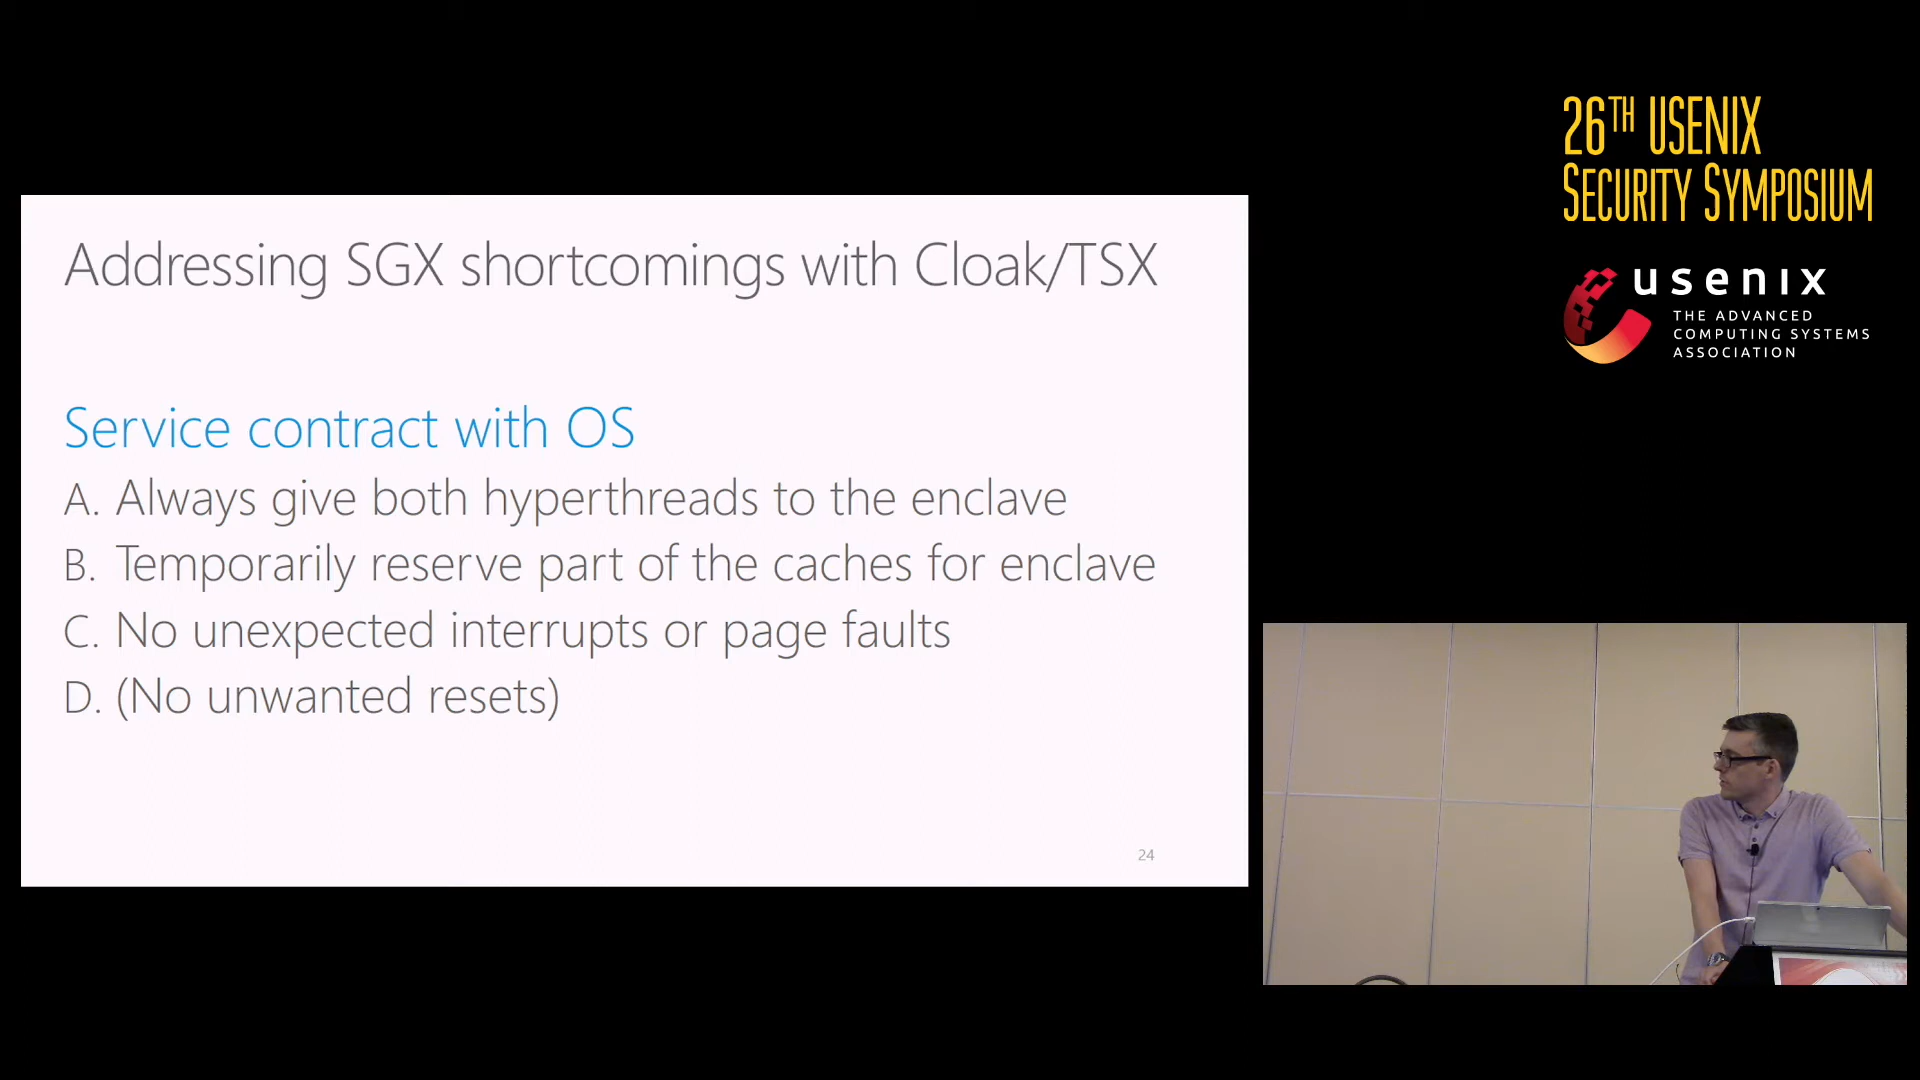 Addressing SGX shortcomings with Cloak/TSX
Service contract with OS
A. Always give both hyperthreads to the enclave
B. Temporarily reserve part of the caches for enclave
C. No unexpected interrupts or page faults
D. (No unwanted resets)
24
26TH USENIX
SECURITY SYMPOSIUM
usenix
THE ADVANCED
COMPUTING SYSTEMS
ASSOCIATION